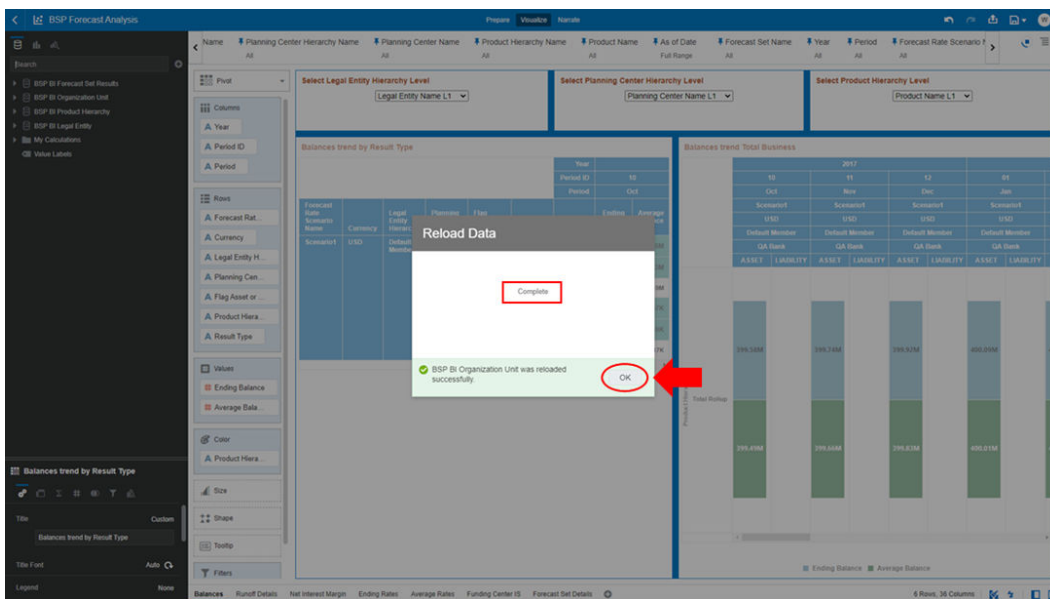 BSP Forecast Analysis
Prepare Visualize Narrate
Search
BSP BI Forecast Set Results
BSP BI Organization Unit
BSP BI Product Hierarchy
BSP BI Legal Entity
My Calculations
Value Labels
Name Planning Center Hierarchy Name Planning Center Name Product Hierarchy Name Product Name As of Date Forecast Set Name Year Period Forecast Rate Scenario
All All All All All Full Range All All All All
Pivot
Columns
Year
Period ID
Period
Rows
Forecast Rat...
Currency
Legal Entity H...
Planning Cen...
Flag Asset or ...
Product Hiera...
Result Type
Values
Ending Balance
Average Bala...
Color
Product Hiera...
Size
Shape
Tooltip
Filters
Select Legal Entity Hierarchy Level
Legal Entity Name L1
Select Planning Center Hierarchy Level
Planning Center Name L1
Select Product Hierarchy Level
Product Name L1
Balances trend by Result Type
Year
Period ID 10
Period Oct
Forecast Rate Scenario Name
Currency
Legal Entity
Planning
Flag
Ending
Average
Scenario1 USD Default
Reload Data
Complete
BSP BI Organization Unit was reloaded
successfully.
OK
Balances trend Total Business
2017
10 11 12 01
Oct Nov Dec Jan
Scenario1 Scenario1 Scenario1 Scenario1
USD USD USD USD
Default Member Default Member Default Member Default Member
QA Bank QA Bank QA Bank QA Bank
ASSET LIABILITY ASSET LIABILITY ASSET LIABILITY ASSET LIABILITY
Total Rollup
399.58M 399.74M 399.92M 400.09M
399.49M 399.66M 399.83M 400.01M
Ending Balance Average Balance
Balances trend by Result Type
Title Custom
Balances trend by Result Type
Title Font Auto
Legend None
Balances Runoff Details Net Interest Margin Ending Rates Average Rates Funding Center IS Forecast Set Details
6 Rows, 36 Columns